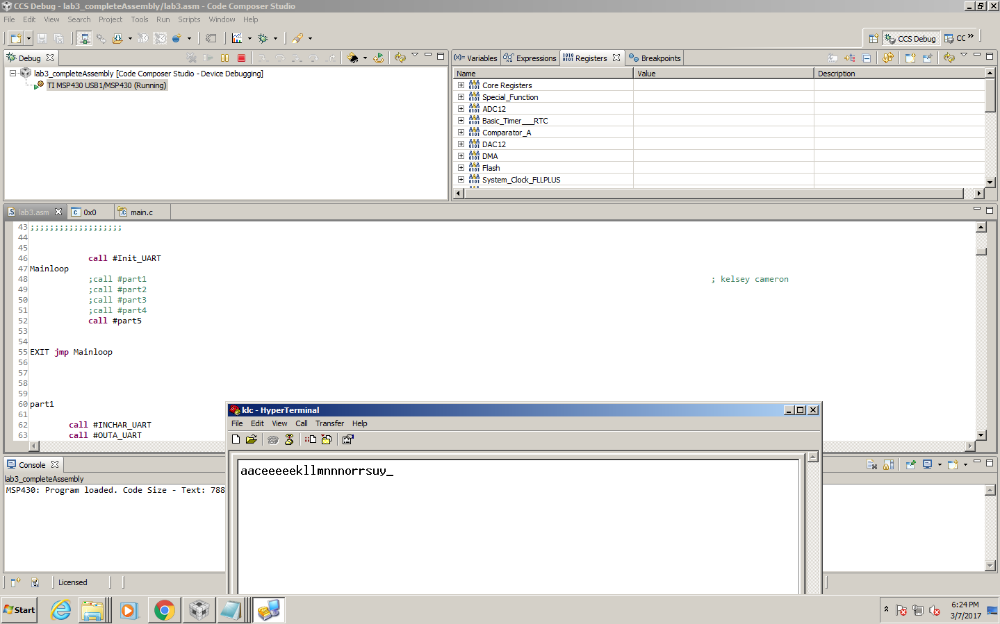 CCS Debug - lab3_completeAssembly/lab3.asm - Code Composer Studio
File Edit View Search Project Tools Run Scripts Window Help
CCS Debug CC »
Debug
lab3_completeAssembly [Code Composer Studio - Device Debugging]
TI MSP430 USB1/MSP430 (Running)
(x)= Variables Expressions Registers Breakpoints
Name Value Description
Core Registers
Special_Function
ADC12
Basic_Timer___RTC
Comparator_A
DAC12
DMA
Flash
System_Clock_FLLPLUS
lab3.asm 0x0 main.c
43 ;;;;;;;;;;;;;;;;;;;
44
45
46 call #Init_UART
47 Mainloop
48 ;call #part1 ; kelsey cameron
49 ;call #part2
50 ;call #part3
51 ;call #part4
52 call #part5
53
54
55 EXIT jmp Mainloop
56
57
58
59
60 part1
61
62 call #INCHAR_UART
63 call #OUTA_UART
Console
lab3_completeAssembly
MSP430: Program loaded. Code Size - Text: 788
klc - HyperTerminal
File Edit View Call Transfer Help
aaceeeeekllmnnnorrsuy_
Licensed
Start
6:24 PM
3/7/2017